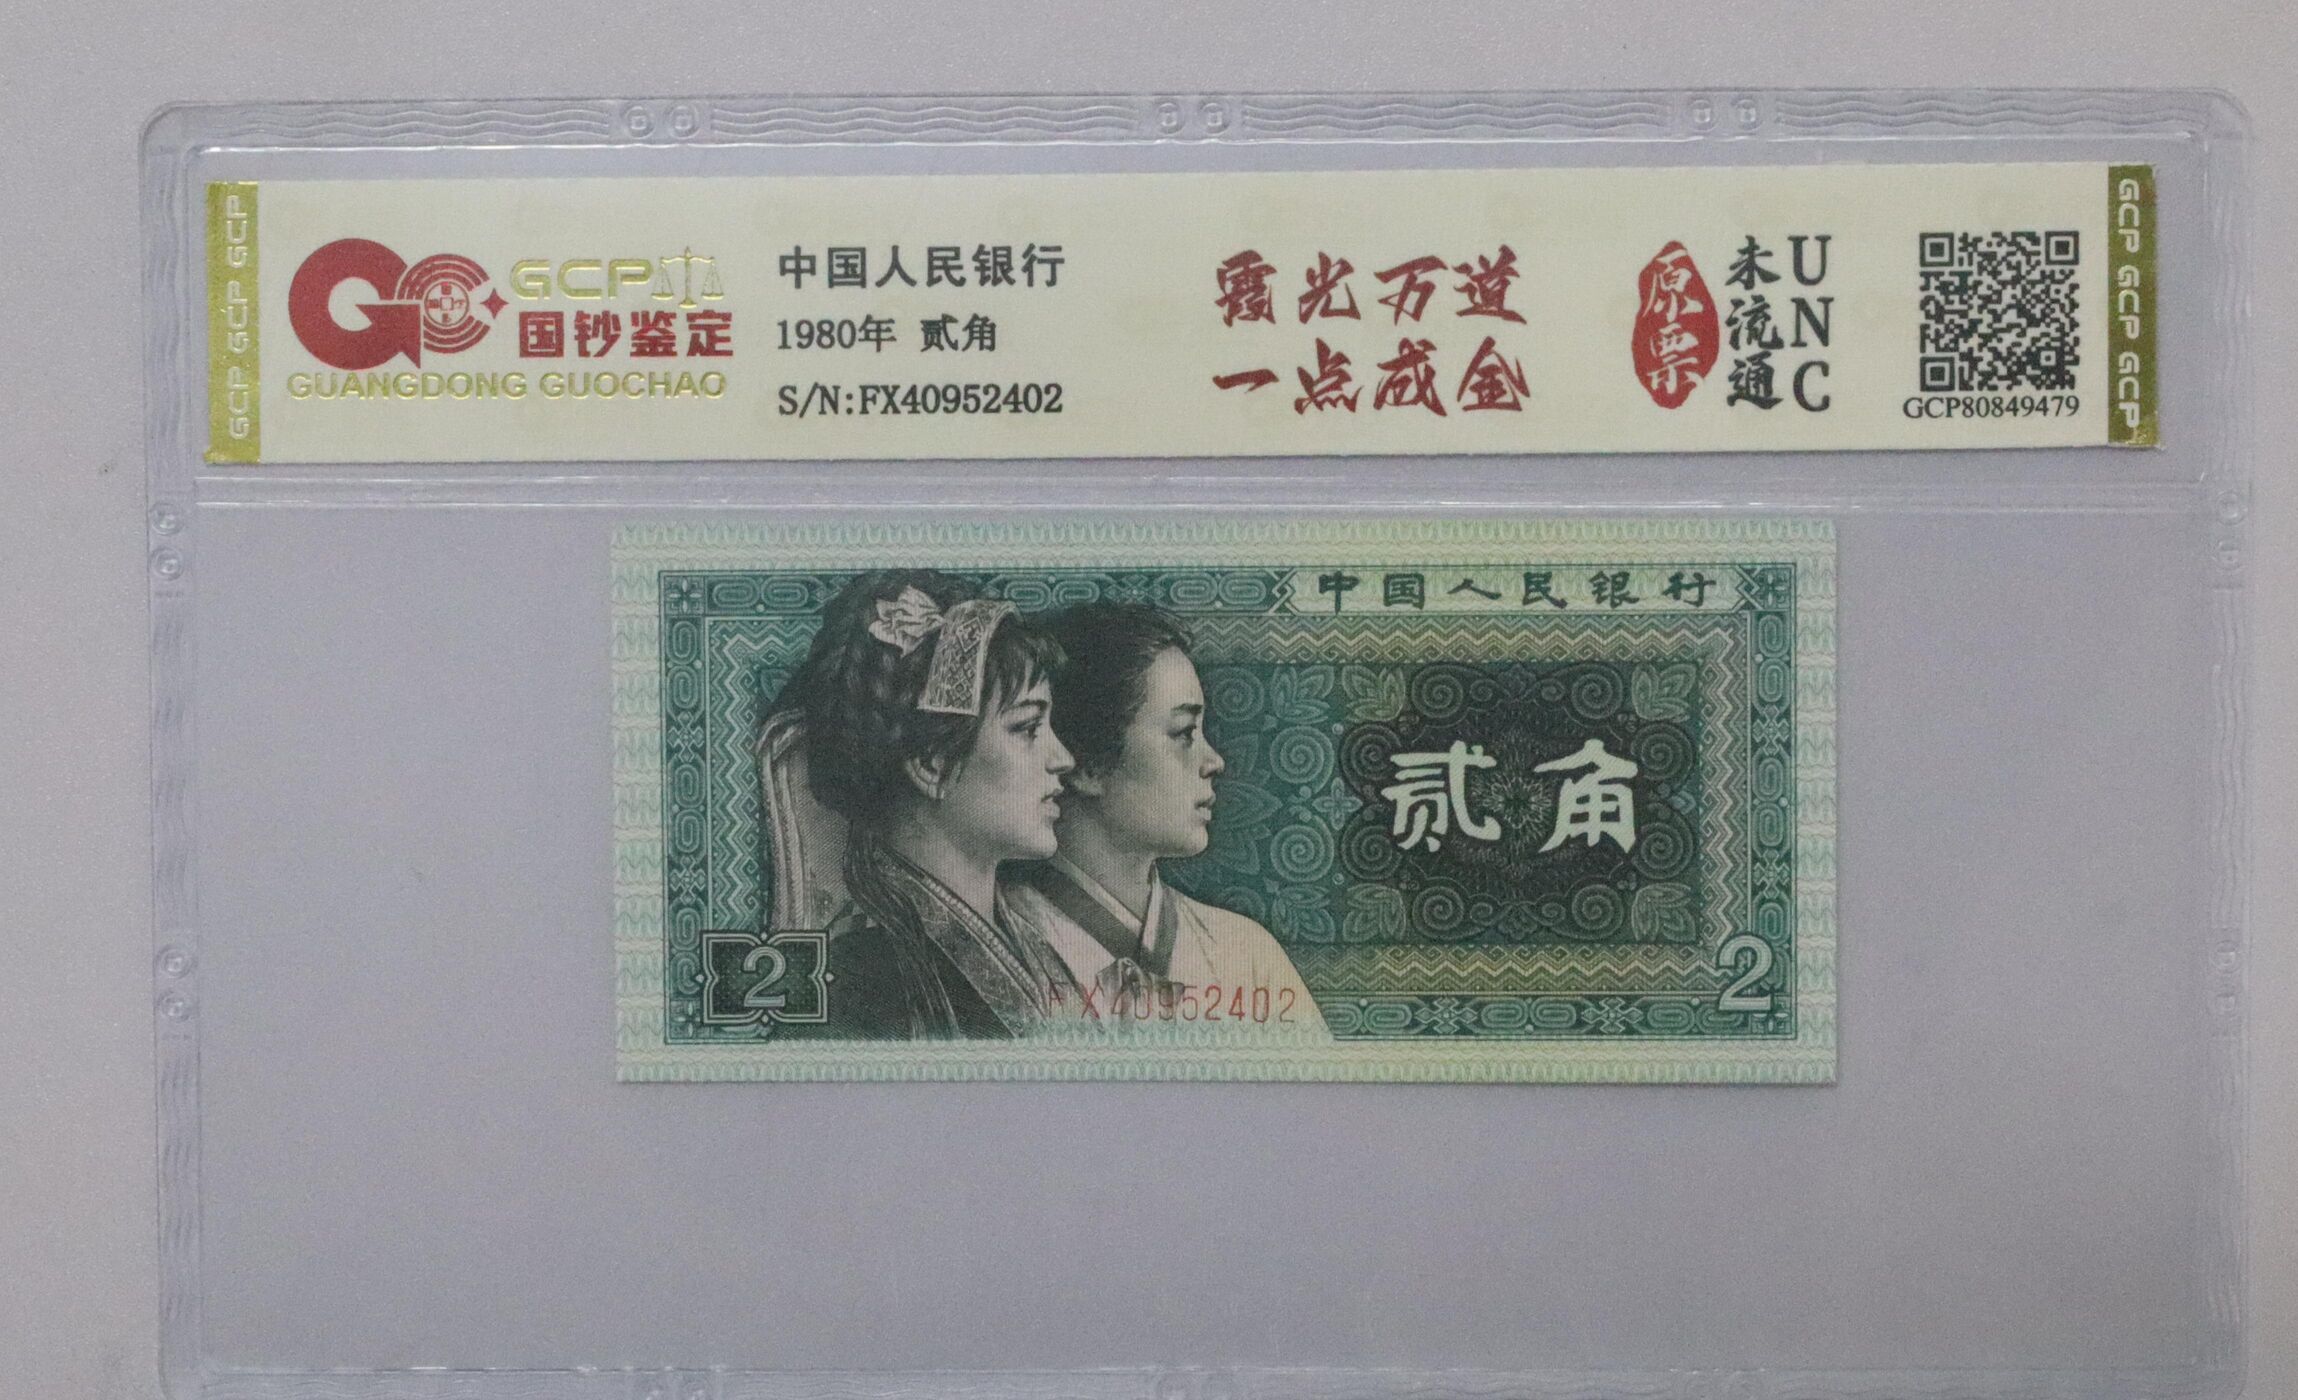 GCP GCP GCP
GCP
国钞鉴定
GUANGDONG GUOCHAO
中国人民银行
1980年 贰角
S/N:FX40952402
霞光万道
一点成金
原票
未流通
UNC
GCP80849479
GCP GCP GCP
中国人民银行
贰角
2
FX40952402
2